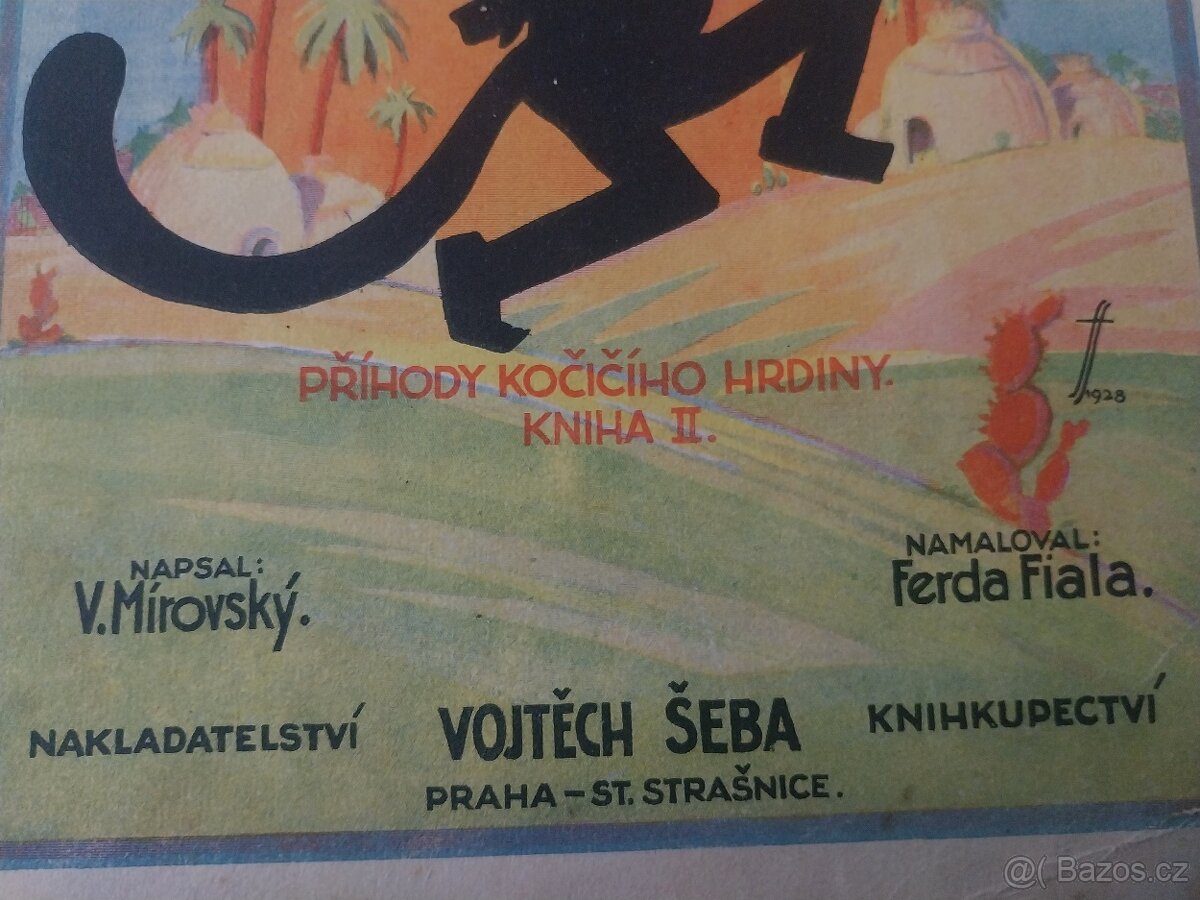 PŘÍHODY KOČIČÍHO HRDINY.
KNIHA II.
1928
NAPSAL:
V. Mírovský.
NAMALOVAL:
Ferda Fiala.
NAKLADATELSTVÍ
VOJTĚCH ŠEBA
KNIHKUPECTVÍ
PRAHA – ST. STRAŠNICE.
@( Bazos.cz